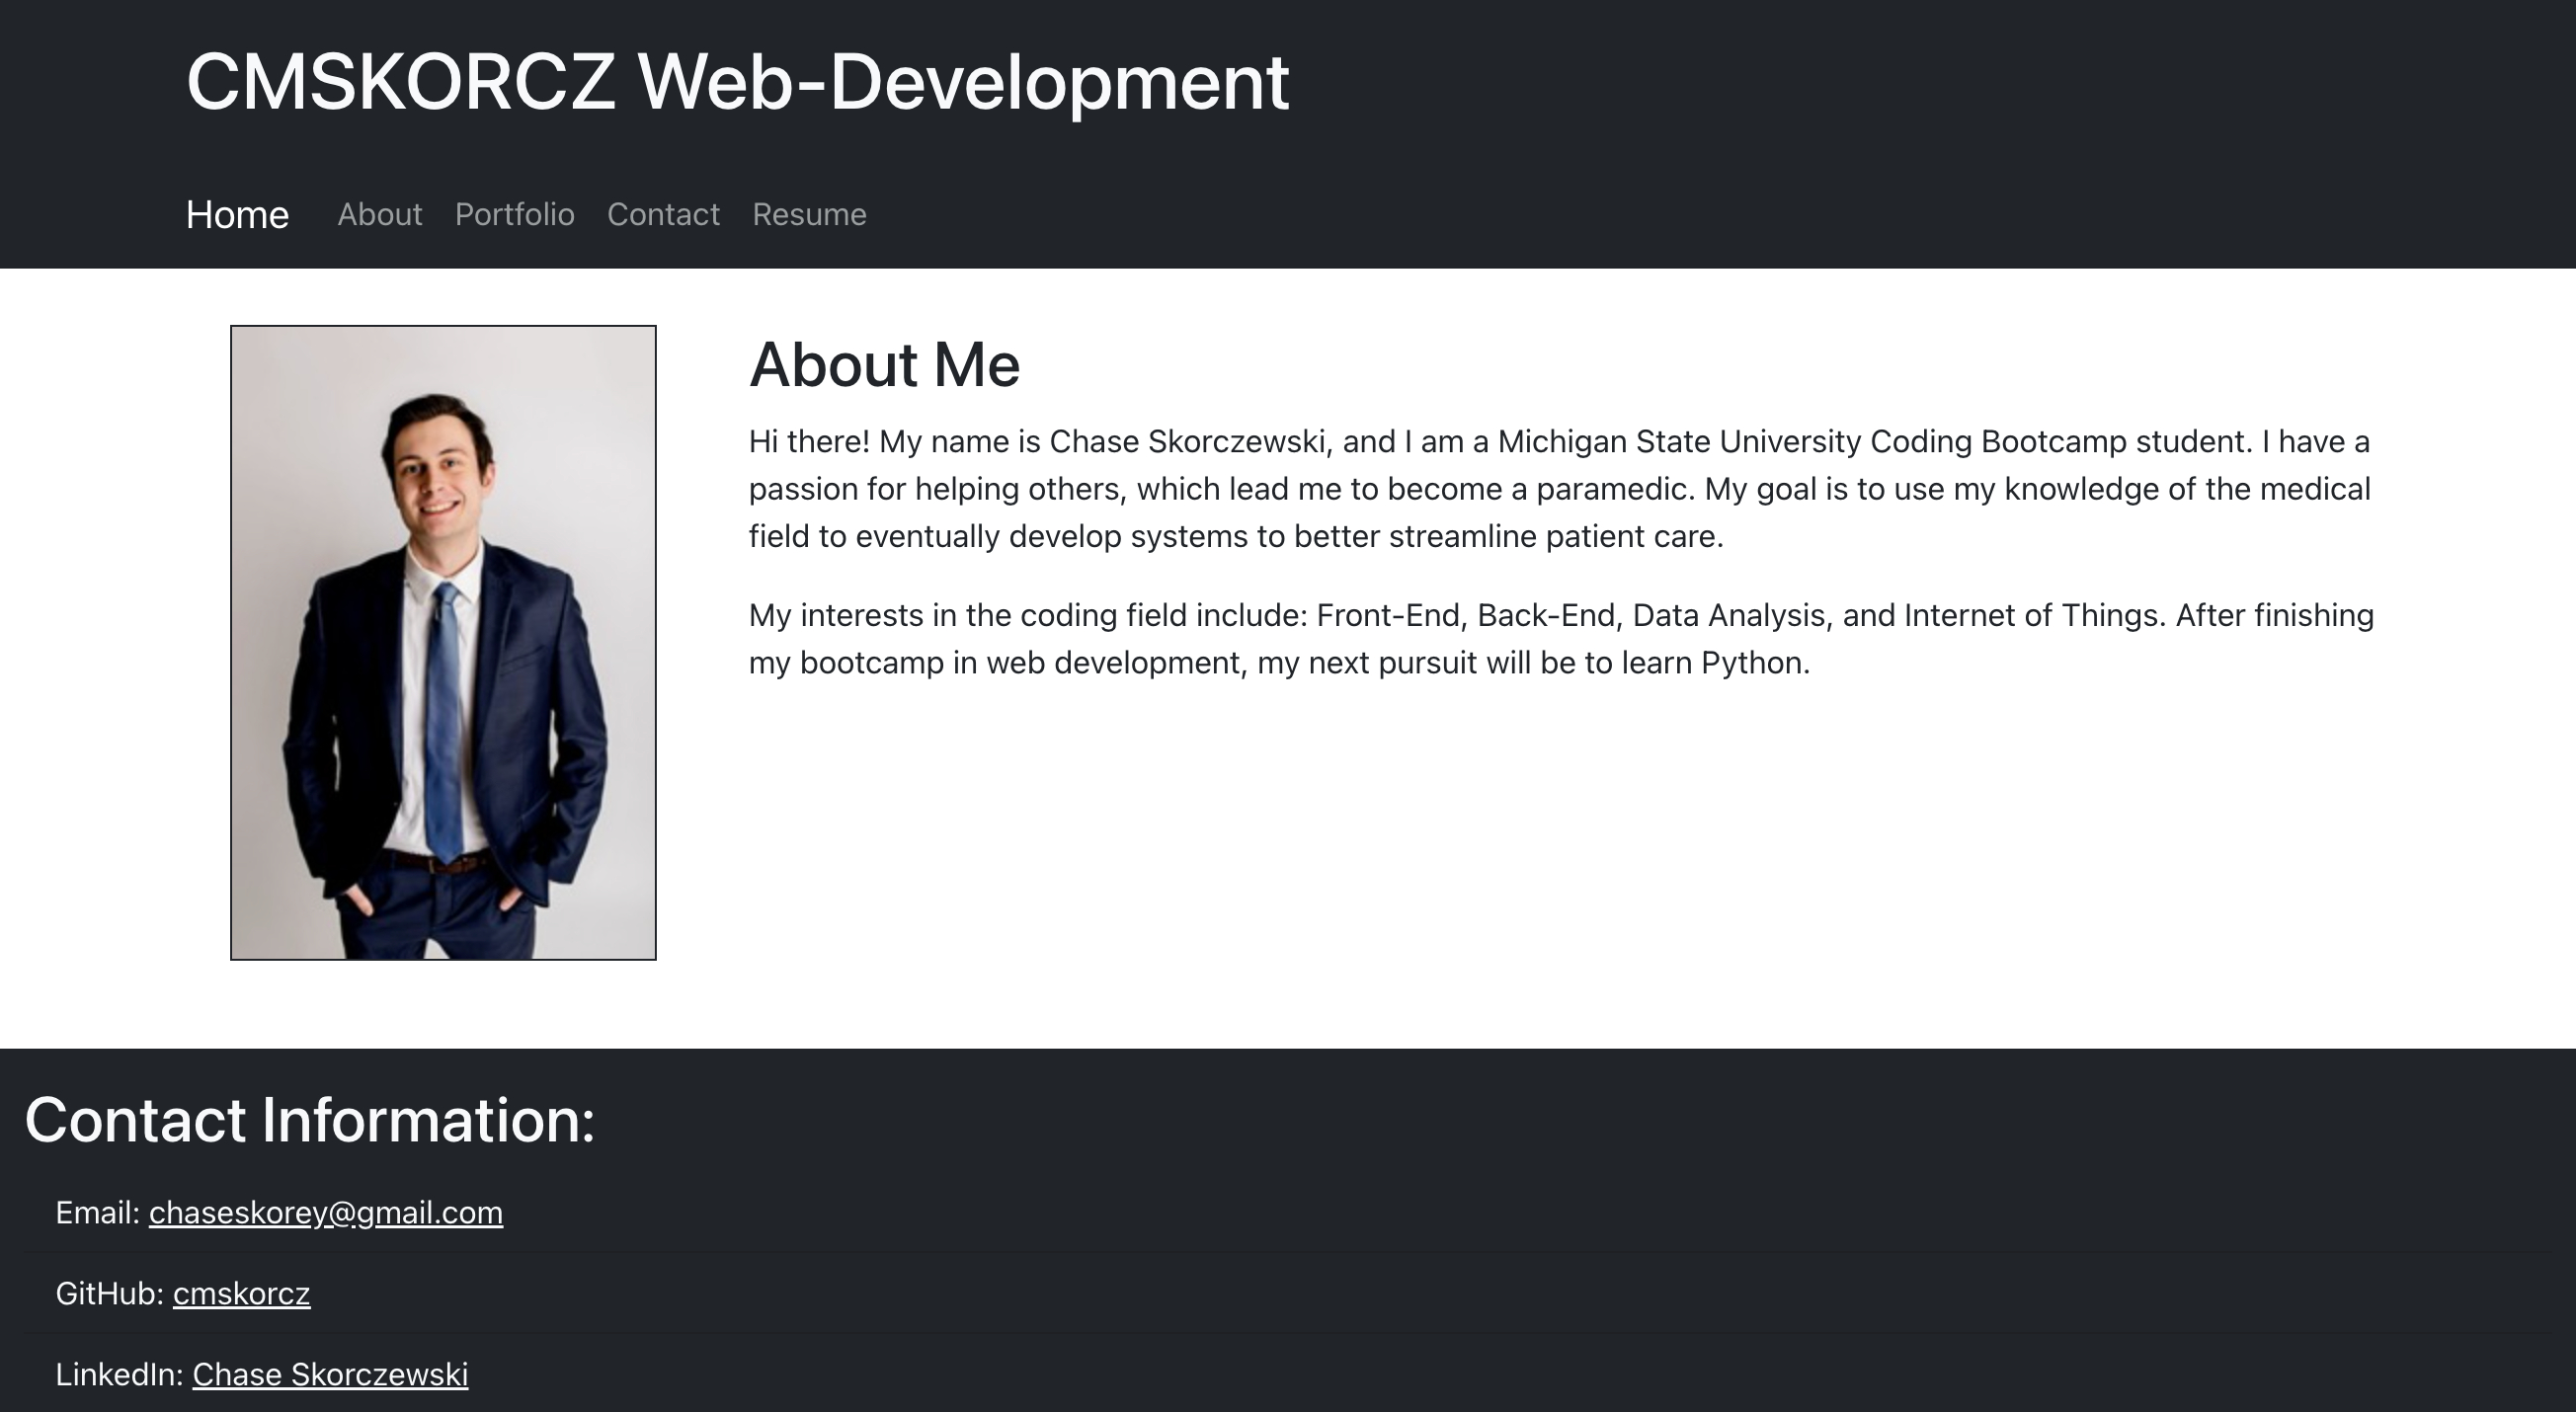 CMSKORCZ Web-Development
Home About Portfolio Contact Resume
About Me
Hi there! My name is Chase Skorczewski, and I am a Michigan State University Coding Bootcamp student. I have a
passion for helping others, which lead me to become a paramedic. My goal is to use my knowledge of the medical
field to eventually develop systems to better streamline patient care.
My interests in the coding field include: Front-End, Back-End, Data Analysis, and Internet of Things. After finishing
my bootcamp in web development, my next pursuit will be to learn Python.
Contact Information:
Email: chaseskorey@gmail.com
GitHub: cmskorcz
LinkedIn: Chase Skorczewski